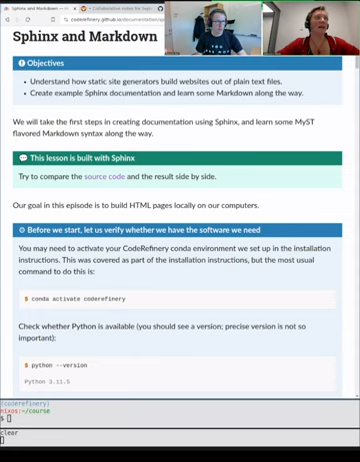 Sphinx and Markdown
Collaborative notes for
coderefinery.github.io/documentation/sp
Sphinx and Markdown
Objectives
• Understand how static site generators build websites out of plain text files.
• Create example Sphinx documentation and learn some Markdown along the way.
We will take the first steps in creating documentation using Sphinx, and learn some MyST
flavored Markdown syntax along the way.
This lesson is built with Sphinx
Try to compare the source code and the result side by side.
Our goal in this episode is to build HTML pages locally on our computers.
Before we start, let us verify whether we have the software we need
You may need to activate your CodeRefinery conda environment we set up in the installation
instructions. This was covered as part of the installation instructions, but the most usual
command to do this is:
$ conda activate coderefinery
Check whether Python is available (you should see a version; precise version is not so
important):
$ python --version
Python 3.11.5
(coderefinery)
nixos:~/course
$
clear